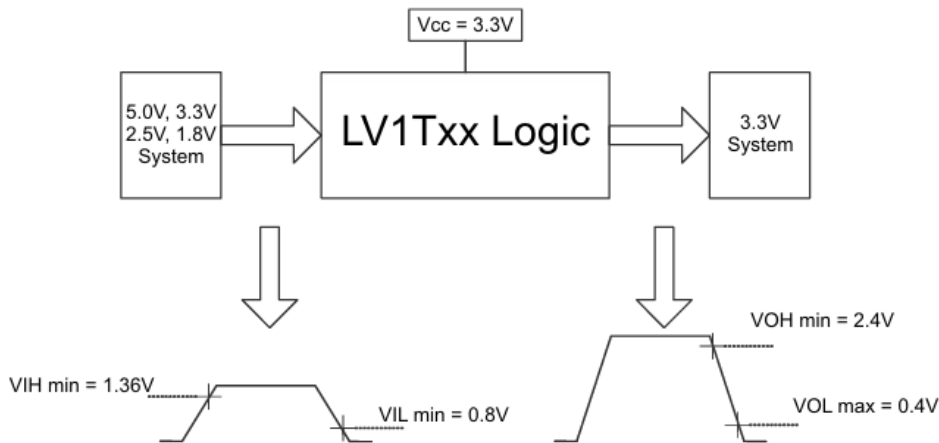 Vcc = 3.3V
5.0V, 3.3V
2.5V, 1.8V
System
LV1Txx Logic
3.3V
System
VIH min = 1.36V
VIL min = 0.8V
VOH min = 2.4V
VOL max = 0.4V